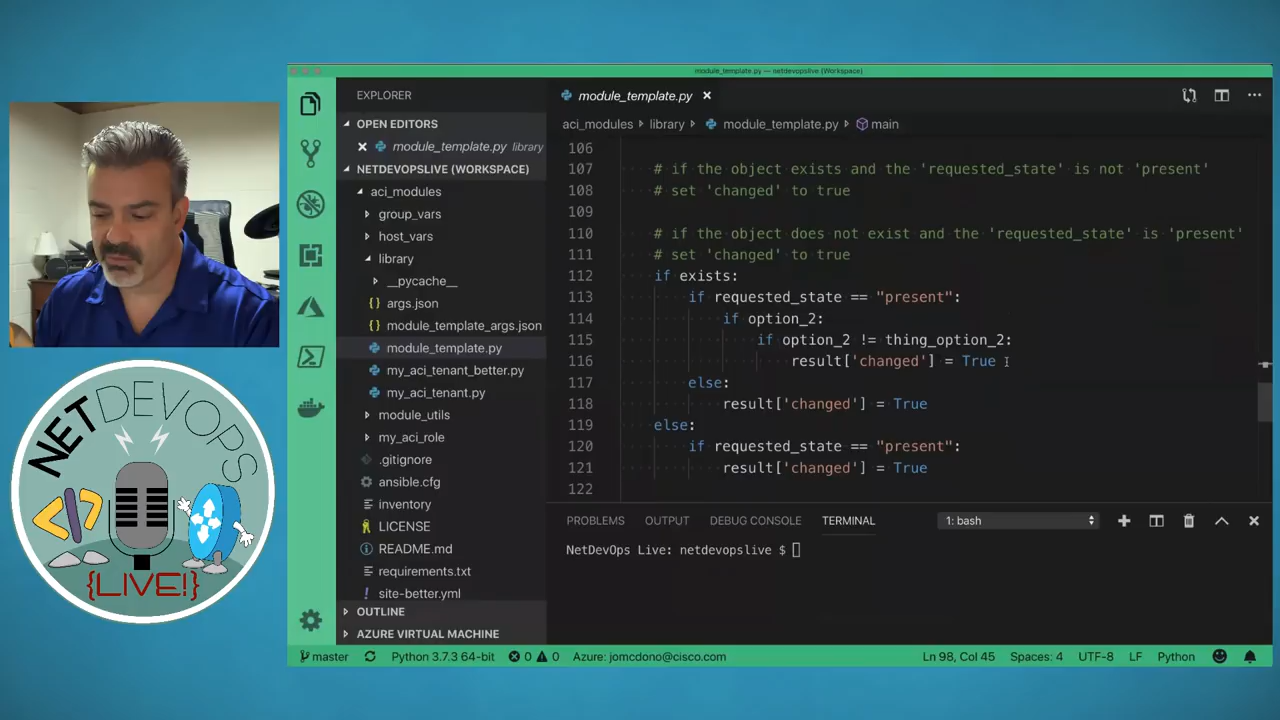 module_template.py — netdevopslive (Workspace)
EXPLORER
OPEN EDITORS
module_template.py library
NETDEVOPSLIVE (WORKSPACE)
aci_modules
group_vars
host_vars
library
__pycache__
args.json
module_template_args.json
module_template.py
my_aci_tenant_better.py
my_aci_tenant.py
module_utils
my_aci_role
.gitignore
ansible.cfg
inventory
LICENSE
README.md
requirements.txt
site-better.yml
OUTLINE
AZURE VIRTUAL MACHINE
module_template.py
aci_modules library module_template.py main
106
107 # if the object exists and the 'requested_state' is not 'present'
108 # set 'changed' to true
109
110 # if the object does not exist and the 'requested_state' is 'present'
111 # set 'changed' to true
112 if exists:
113 if requested_state == "present":
114 if option_2:
115 if option_2 != thing_option_2:
116 result['changed'] = True
117 else:
118 result['changed'] = True
119 else:
120 if requested_state == "present":
121 result['changed'] = True
122
PROBLEMS OUTPUT DEBUG CONSOLE TERMINAL 1: bash
NetDevOps Live: netdevopslive $
master Python 3.7.3 64-bit 0 0 Azure: jomcdono@cisco.com Ln 98, Col 45 Spaces: 4 UTF-8 LF Python
NETDEVOPS
</>
{LIVE!}